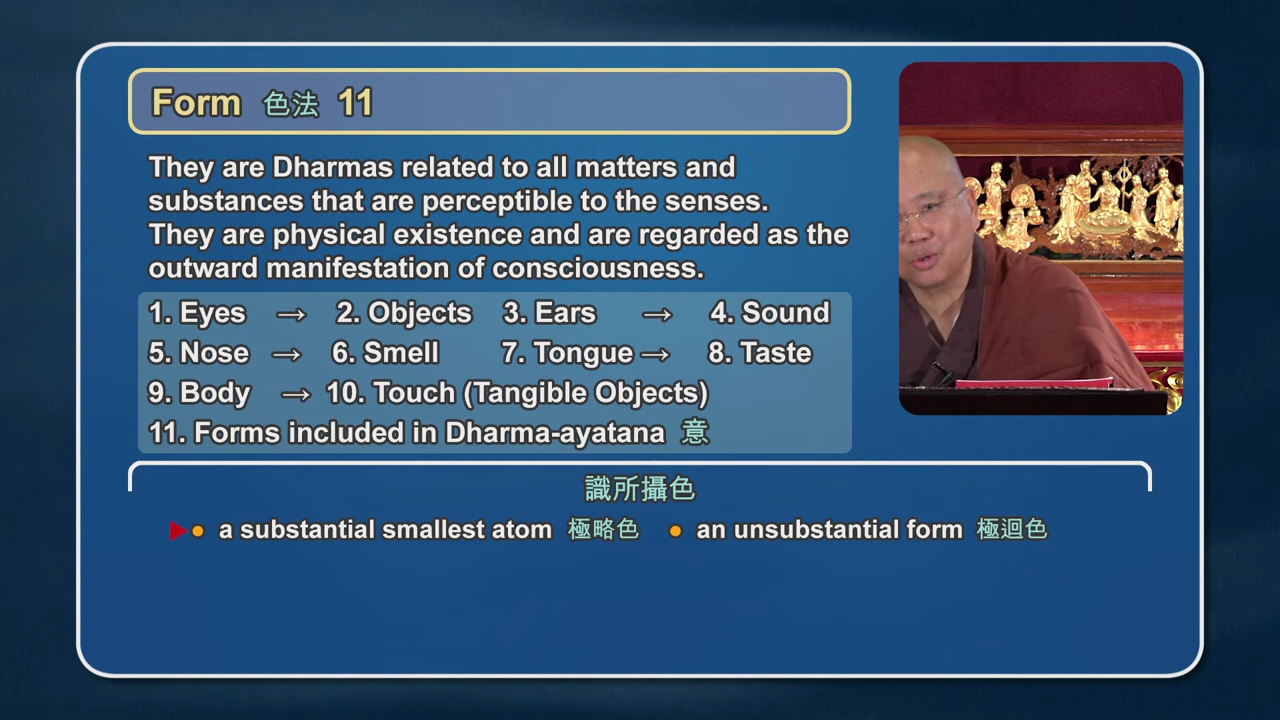 Form 色法 11
They are Dharmas related to all matters and
substances that are perceptible to the senses.
They are physical existence and are regarded as the
outward manifestation of consciousness.
1. Eyes → 2. Objects 3. Ears → 4. Sound
5. Nose → 6. Smell 7. Tongue → 8. Taste
9. Body → 10. Touch (Tangible Objects)
11. Forms included in Dharma-ayatana 意
識所攝色
• a substantial smallest atom 極略色 • an unsubstantial form 極迴色